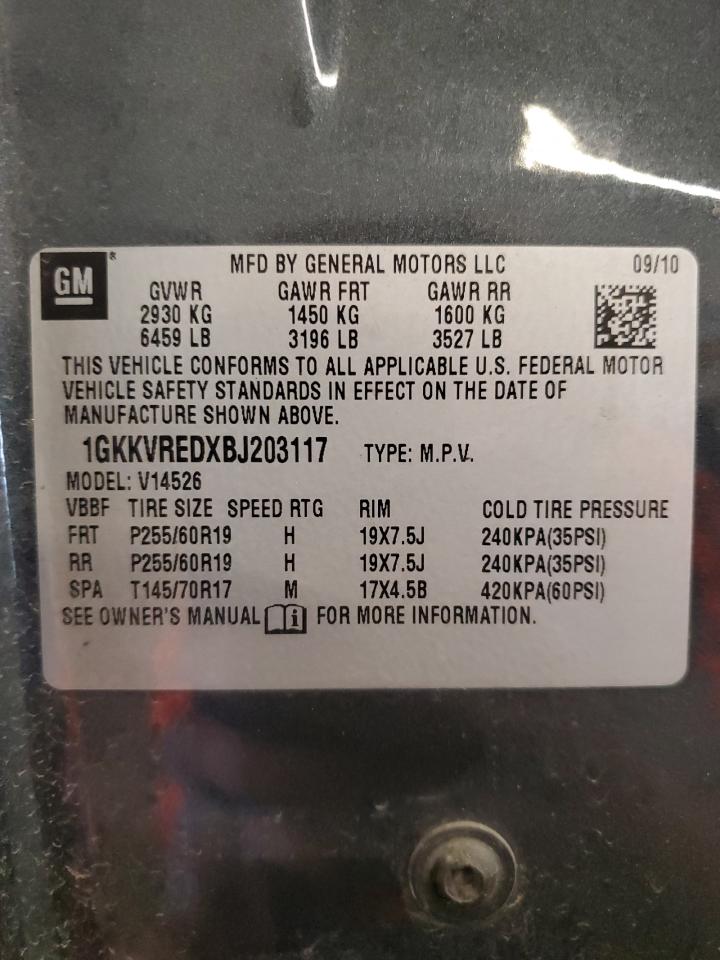 GM
MFD BY GENERAL MOTORS LLC 09/10
GVWR GAWR FRT GAWR RR
2930 KG 1450 KG 1600 KG
6459 LB 3196 LB 3527 LB
THIS VEHICLE CONFORMS TO ALL APPLICABLE U.S. FEDERAL MOTOR
VEHICLE SAFETY STANDARDS IN EFFECT ON THE DATE OF
MANUFACTURE SHOWN ABOVE.
1GKKVREDXBJ203117 TYPE: M.P.V.
MODEL: V14526
VBBF TIRE SIZE SPEED RTG RIM COLD TIRE PRESSURE
FRT P255/60R19 H 19X7.5J 240KPA(35PSI)
RR P255/60R19 H 19X7.5J 240KPA(35PSI)
SPA T145/70R17 M 17X4.5B 420KPA(60PSI)
SEE OWNER'S MANUAL FOR MORE INFORMATION.